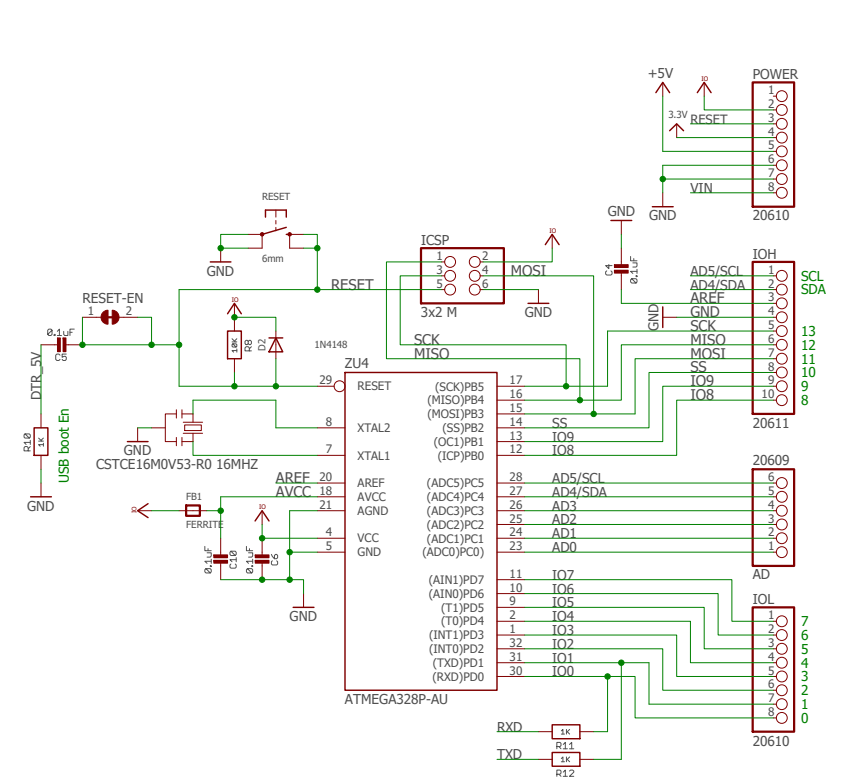 +5V
IO
POWER
1
2
3.3V
RESET
3
4
5
6
7
VIN
8
GND
20610
RESET
6mm
GND
ICSP
1
2
3
4
MOSI
5
6
3x2 M
GND
IO
RESET
GND
C4
0.1uF
IOH
AD5/SCL
1
SCL
AD4/SDA
2
SDA
AREF
3
GND
GND
4
SCK
5
13
MISO
6
12
MOSI
7
11
SS
8
10
IO9
9
9
IO8
10
8
20611
RESET-EN
1
2
0.1uF
C5
DTR_5V
R10
1K
USB boot En
GND
IO
10K
R8
D2
1N4148
SCK
MISO
ZU4
29
RESET
8
XTAL2
7
XTAL1
20
AREF
18
AVCC
21
AGND
4
VCC
5
GND
(SCK)PB5
17
(MISO)PB4
16
(MOSI)PB3
15
(SS)PB2
14
SS
(OC1)PB1
13
IO9
(ICP)PB0
12
IO8
(ADC5)PC5
28
AD5/SCL
(ADC4)PC4
27
AD4/SDA
(ADC3)PC3
26
AD3
(ADC2)PC2
25
AD2
(ADC1)PC1
24
AD1
(ADC0)PC0)
23
AD0
(AIN1)PD7
11
IO7
(AIN0)PD6
10
IO6
(T1)PD5
9
IO5
(T0)PD4
2
IO4
(INT1)PD3
1
IO3
(INT0)PD2
32
IO2
(TXD)PD1
31
IO1
(RXD)PD0
30
IO0
ATMEGA328P-AU
GND
CSTCE16M0V53-R0 16MHZ
AREF
AVCC
IO
FB1
FERRITE
IO
0.1uF
C10
0.1uF
C6
GND
20609
6
5
4
3
2
1
AD
IOL
1
7
2
6
3
5
4
4
5
3
6
2
7
1
8
0
20610
RXD
1K
R11
TXD
1K
R12